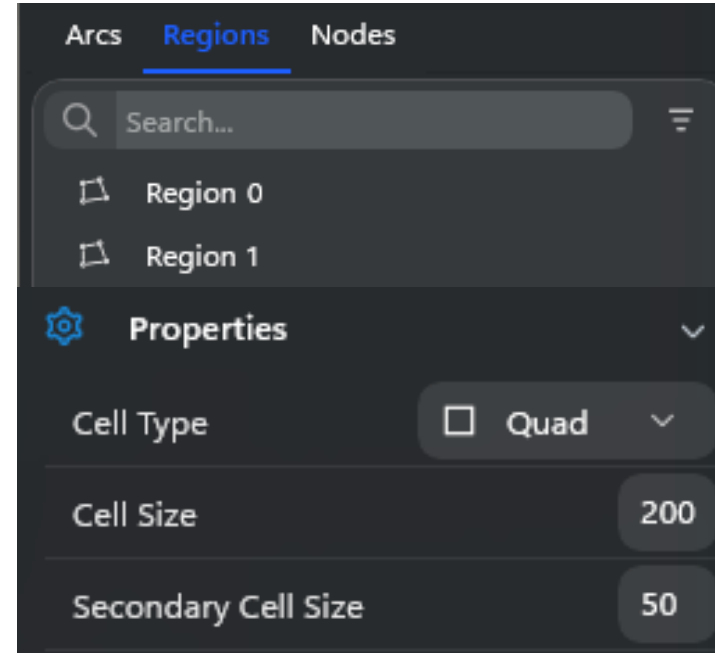 Arcs Regions Nodes
Search...
Region 0
Region 1
Properties
Cell Type Quad
Cell Size 200
Secondary Cell Size 50